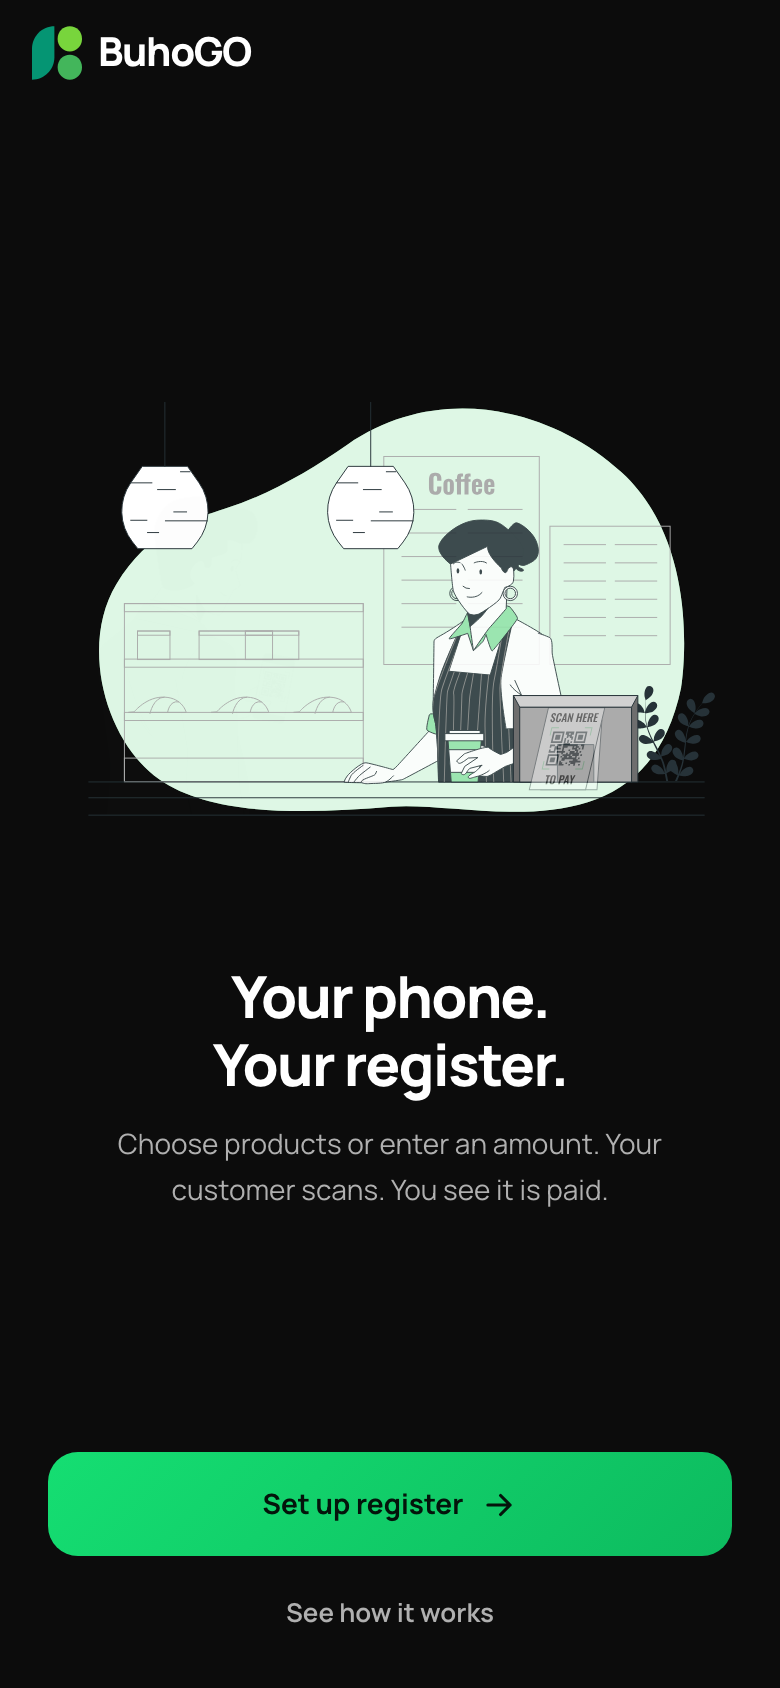 BuhoGO
Coffee
SCAN HERE
TO PAY
Your phone.
Your register.
Choose products or enter an amount. Your
customer scans. You see it is paid.
Set up register
See how it works